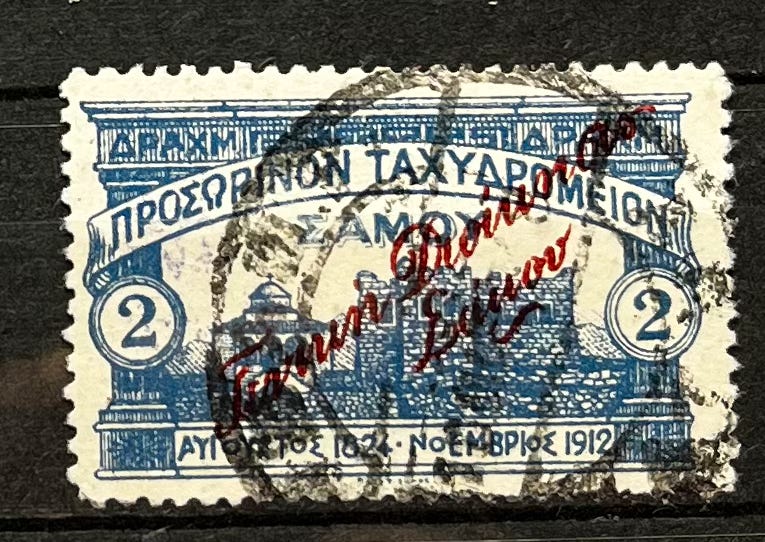 ΔΡΑΧΜ
ΠΡΟΣΩΡΙΝΟΝ ΤΑΧΥΔΡΟΜΕΙΟΝ
ΣΑΜΟΥ
Γενική Διοίκησις
Σάμου
2 2
ΑΥΓΟΥΣΤΟΣ 1824 · ΝΟΕΜΒΡΙΟΣ 1912